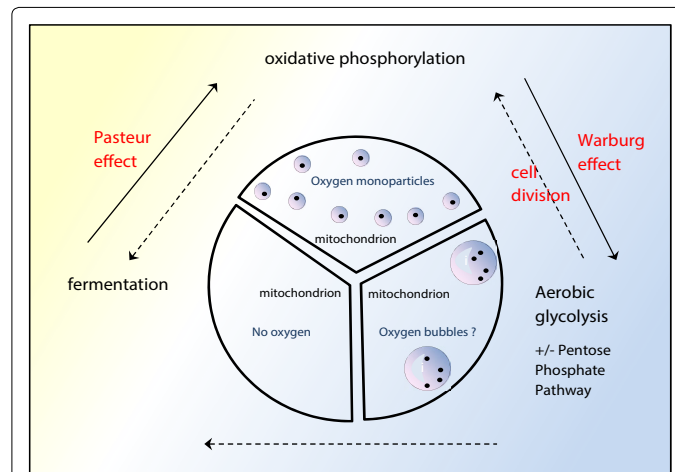 oxidative phosphorylation
Pasteur
effect
Warburg
effect
cell
division
Oxygen monoparticles
mitochondrion
fermentation
mitochondrion
mitochondrion
No oxygen
Oxygen bubbles ?
Aerobic
glycolysis
+/- Pentose
Phosphate
Pathway